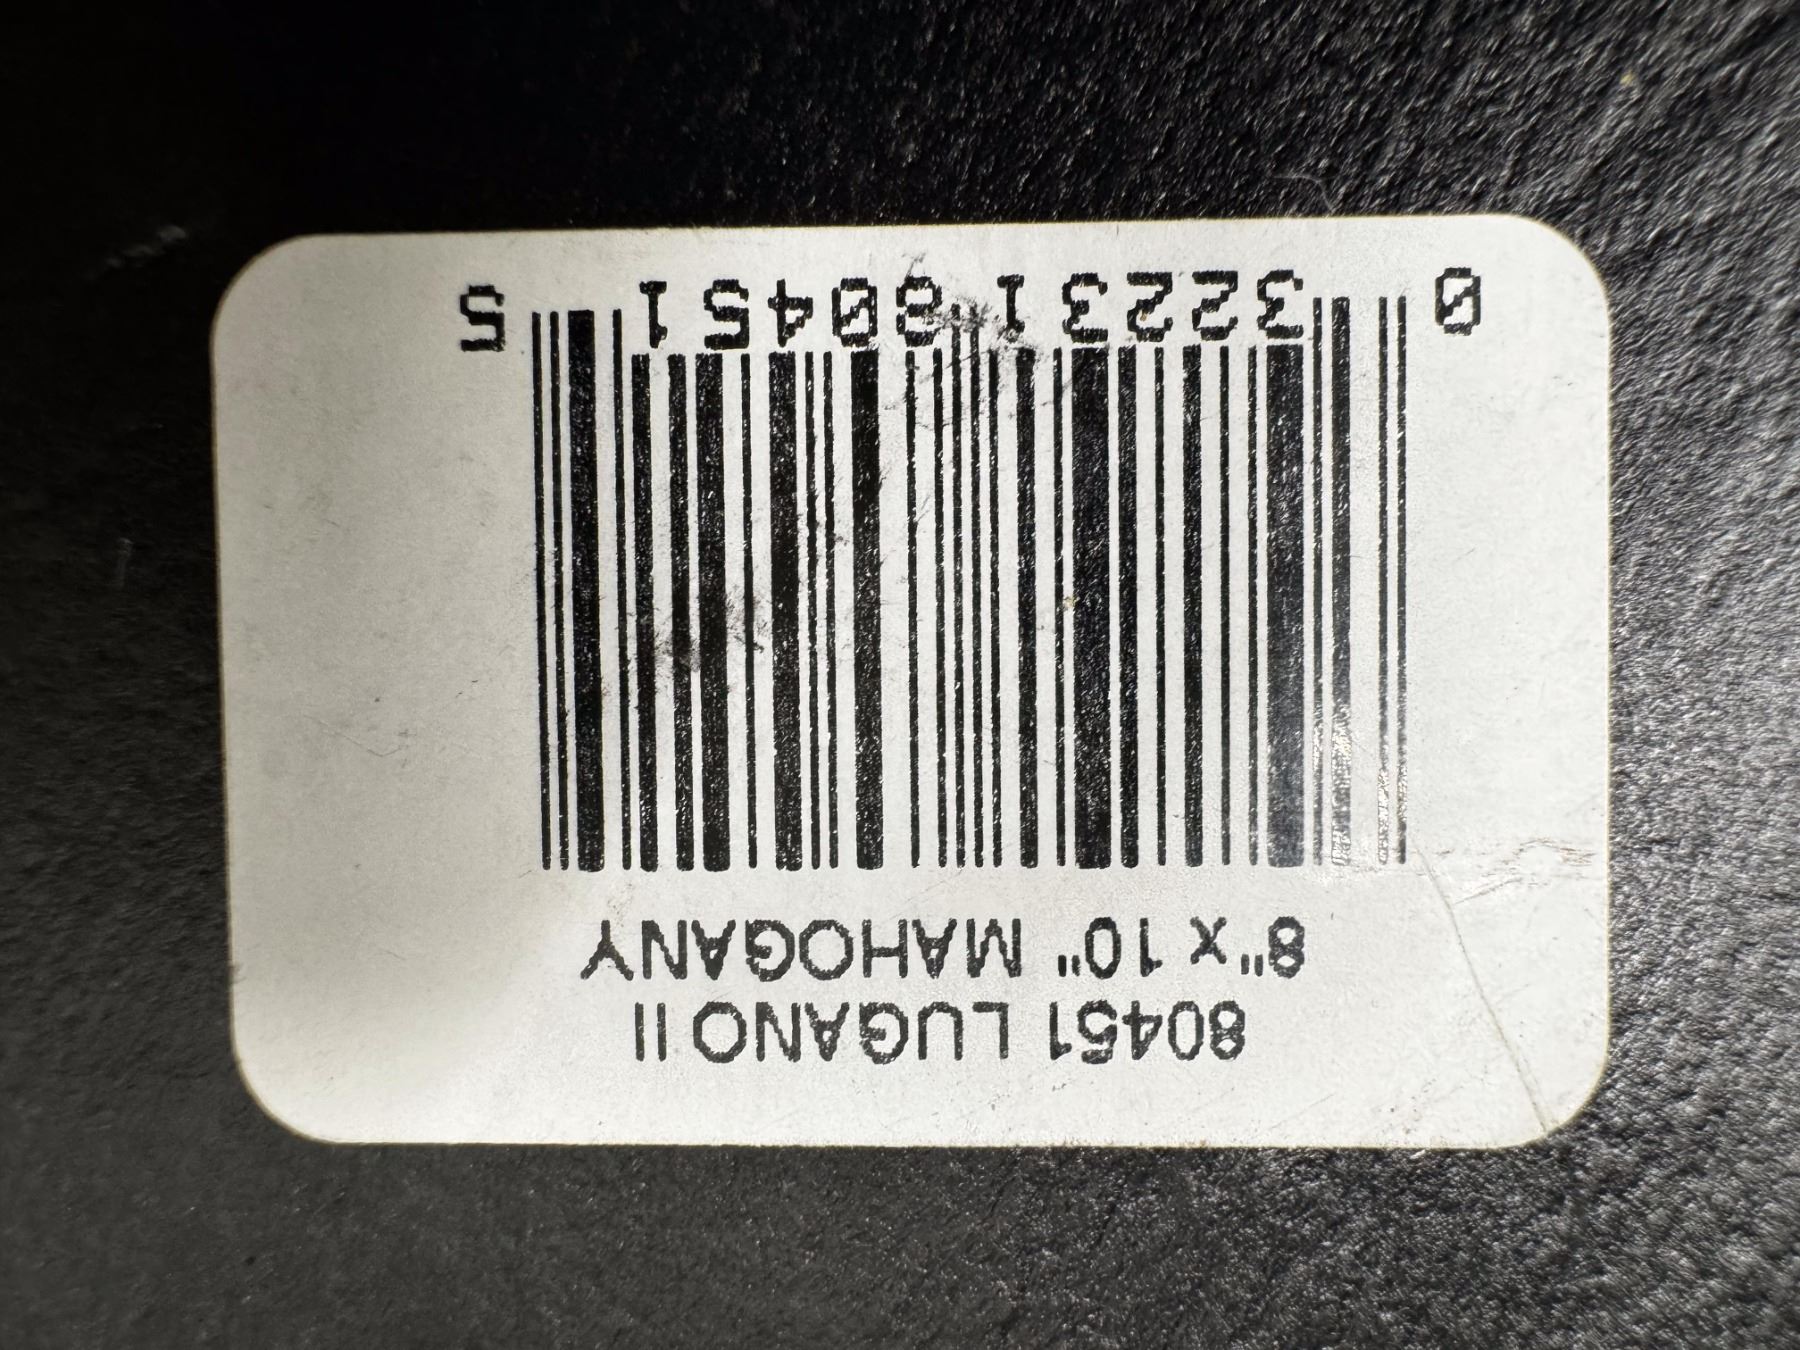 80451 LUGANO II
8" x 10" MAHOGANY
0 32231 80451 5